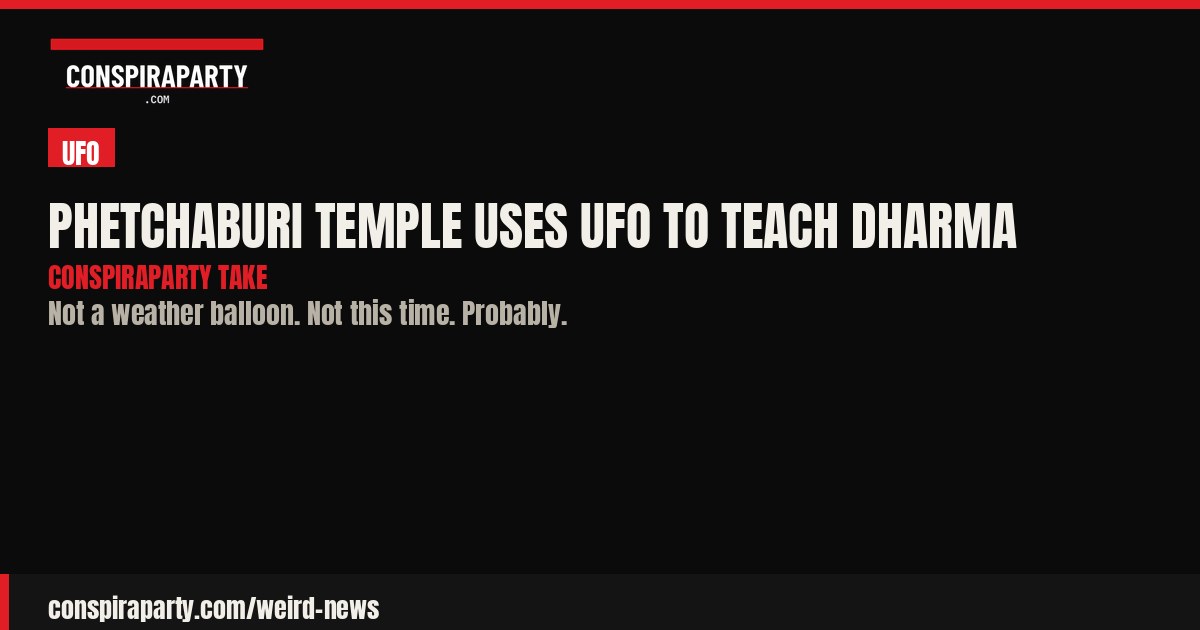 CONSPIRAPARTY
.COM
UFO
PHETCHABURI TEMPLE USES UFO TO TEACH DHARMA
CONSPIRAPARTY TAKE
Not a weather balloon. Not this time. Probably.
conspiraparty.com/weird-news